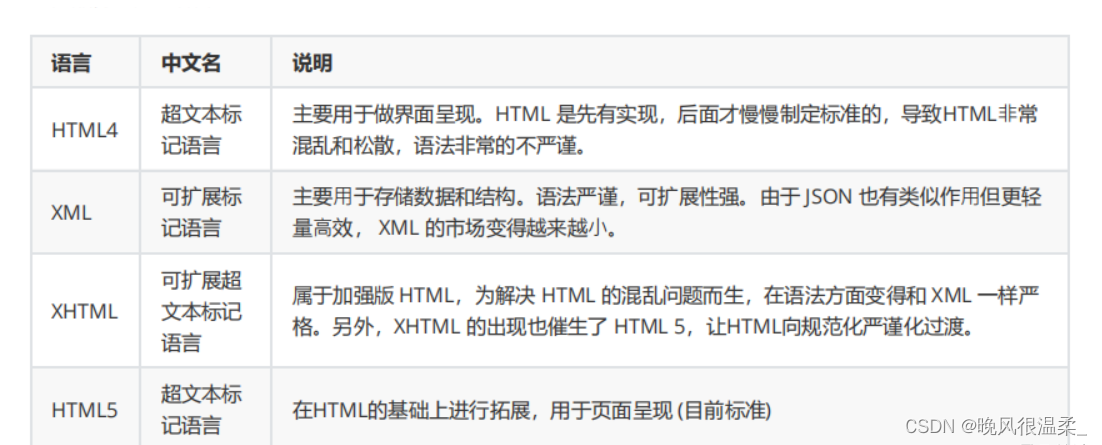 语言 中文名 说明
HTML4
超文本标
记语言
主要用于做界面呈现。HTML 是先有实现，后面才慢慢制定标准的，导致HTML非常
混乱和松散，语法非常的不严谨。
XML
可扩展标
记语言
主要用于存储数据和结构。语法严谨，可扩展性强。由于 JSON 也有类似作用但更轻
量高效， XML 的市场变得越来越小。
XHTML
可扩展超
文本标记
语言
属于加强版 HTML，为解决 HTML 的混乱问题而生，在语法方面变得和 XML 一样严
格。另外，XHTML 的出现也催生了 HTML 5，让HTML向规范化严谨化过渡。
HTML5
超文本标
记语言
在HTML的基础上进行拓展，用于页面呈现 (目前标准)
CSDN @晚风很温柔_